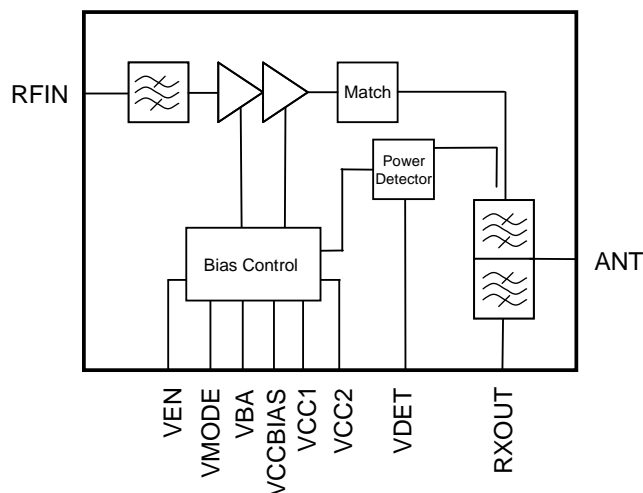 RFIN
Match
Power
Detector
Bias Control
ANT
VEN
VMODE
VBA
VCCBIAS
VCC1
VCC2
VDET
RXOUT